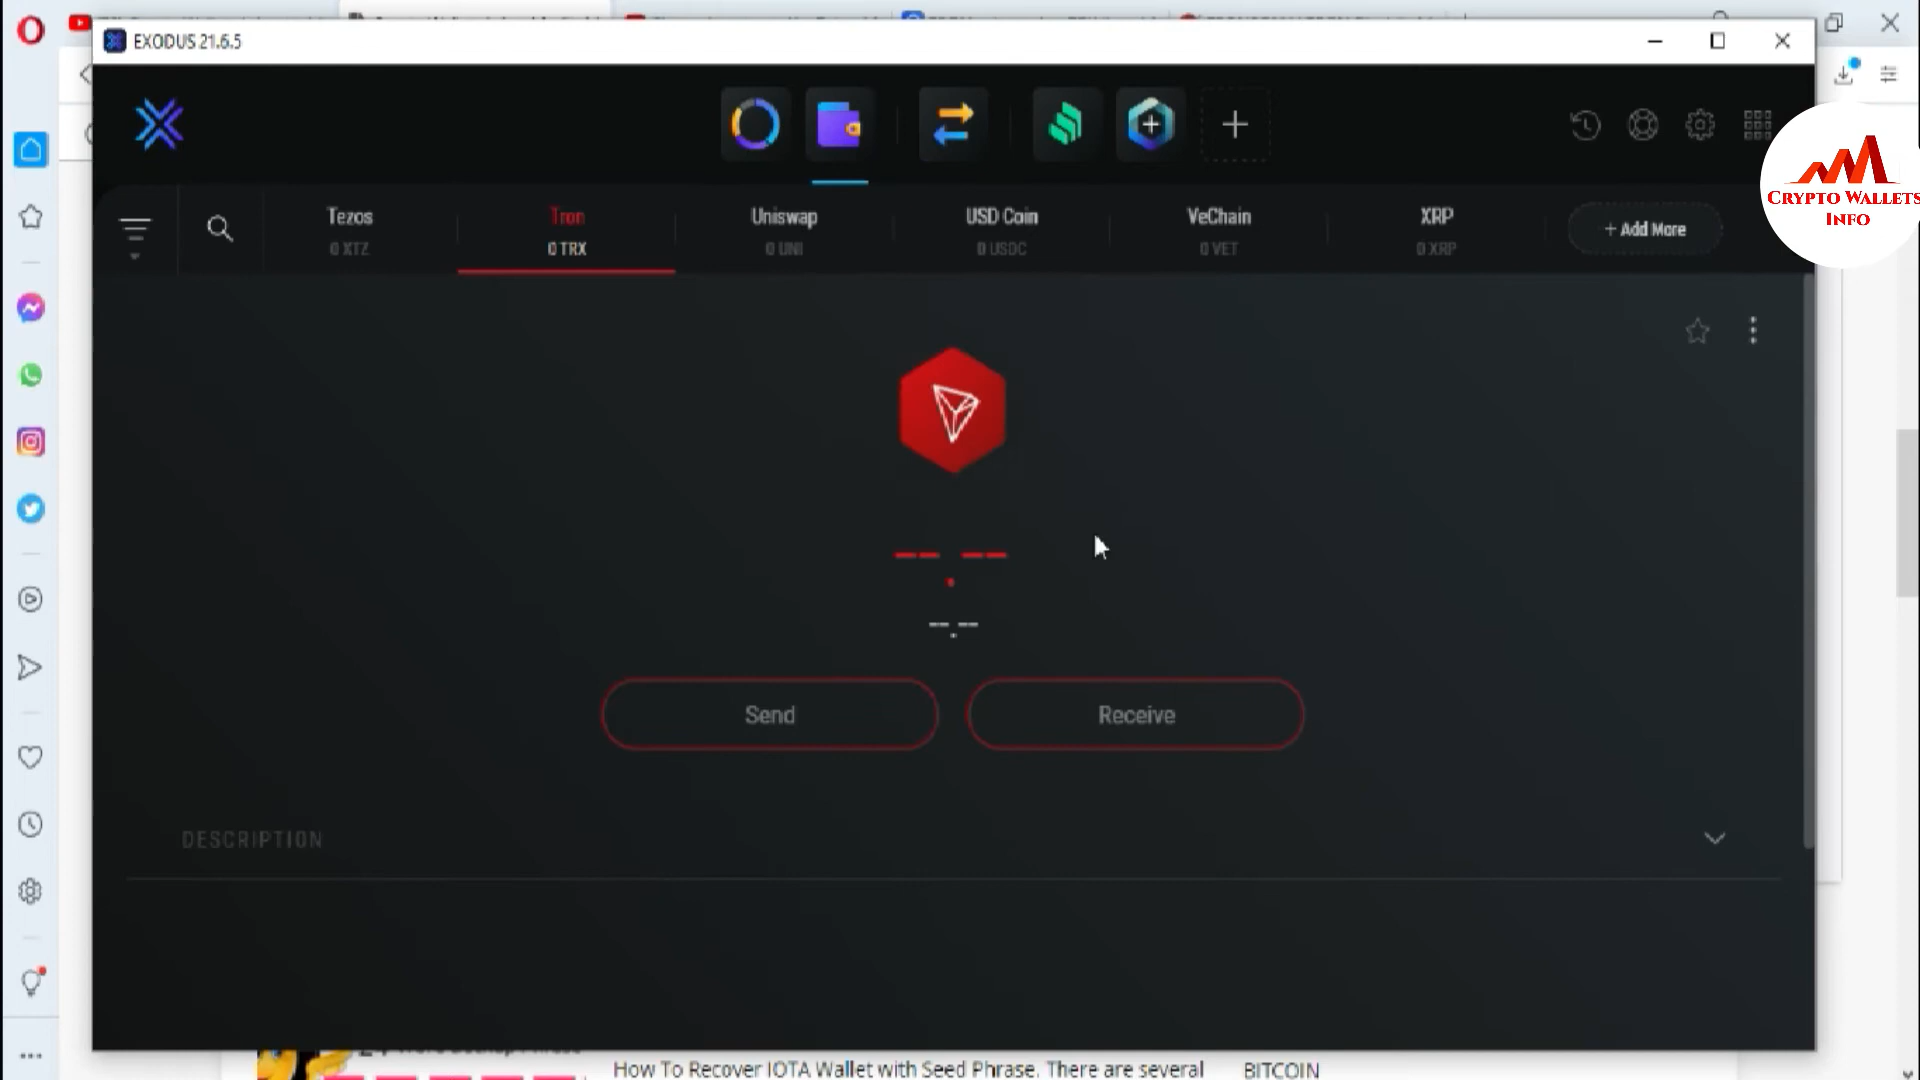 EXODUS 21.6.5
CRYPTO WALLETS
INFO
Tezos
0 XTZ
Tron
0 TRX
Uniswap
0 UNI
USD Coin
0 USDC
VeChain
0 VET
XRP
0 XRP
+ Add More
--.--
--.--
Send
Receive
DESCRIPTION
How To Recover IOTA Wallet with Seed Phrase. There are several
BITCOIN